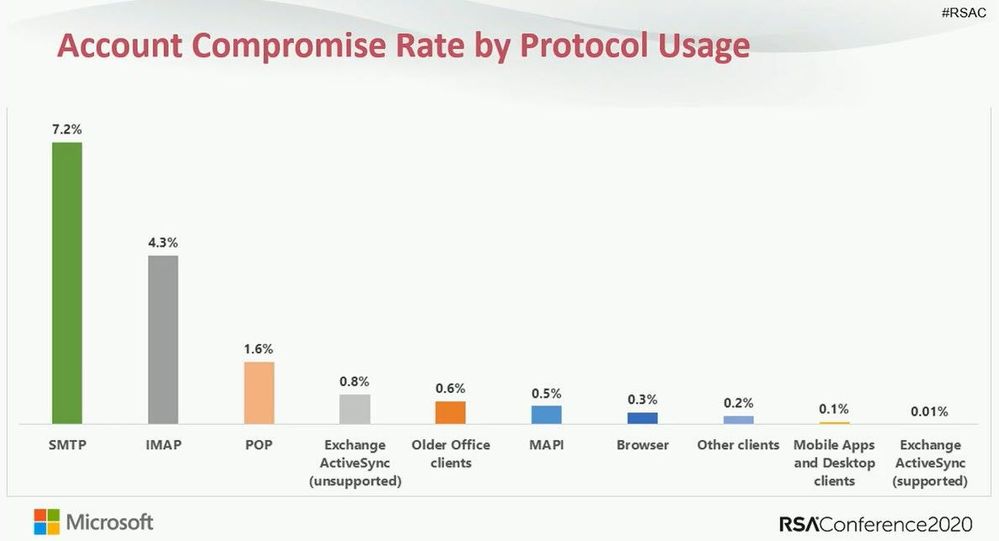 #RSAC
Account Compromise Rate by Protocol Usage
7.2%
4.3%
1.6%
0.8%
0.6%
0.5%
0.3%
0.2%
0.1%
0.01%
SMTP
IMAP
POP
Exchange
ActiveSync
(unsupported)
Older Office
clients
MAPI
Browser
Other clients
Mobile Apps
and Desktop
clients
Exchange
ActiveSync
(supported)
Microsoft
RSAConference2020